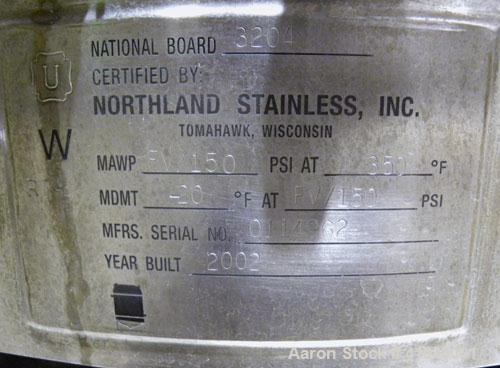 NATIONAL BOARD 3204
U
CERTIFIED BY:
NORTHLAND STAINLESS, INC.
TOMAHAWK, WISCONSIN
W
MAWP FV/150 PSI AT 350 °F
MDMT -20 °F AT FV/150 PSI
MFRS. SERIAL NO.
YEAR BUILT 2002
Aaron Stock